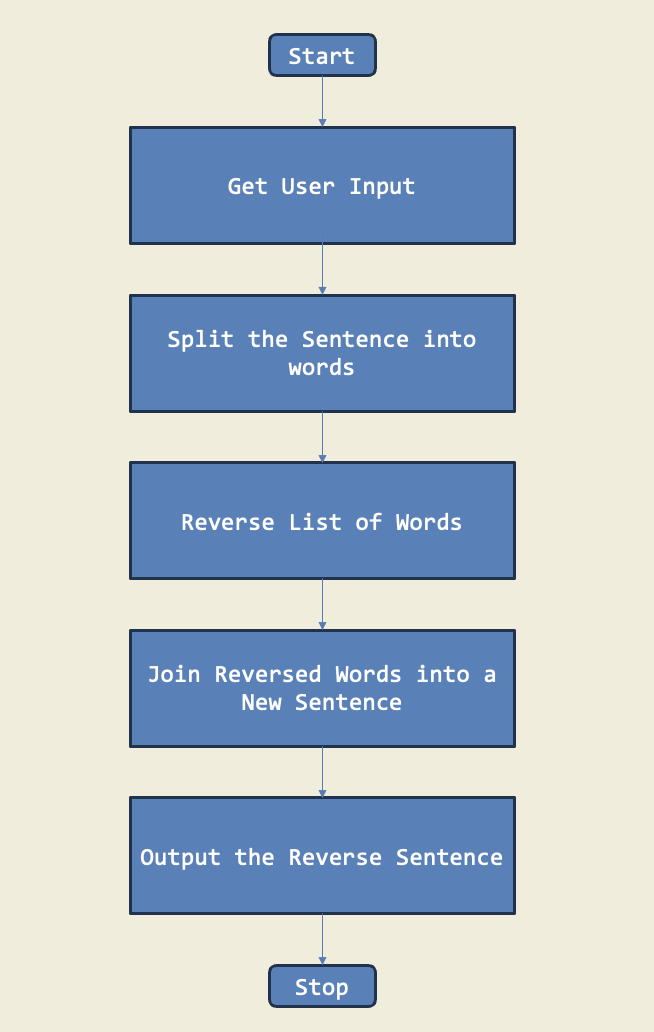 Start
Get User Input
Split the Sentence into
words
Reverse List of Words
Join Reversed Words into a
New Sentence
Output the Reverse Sentence
Stop